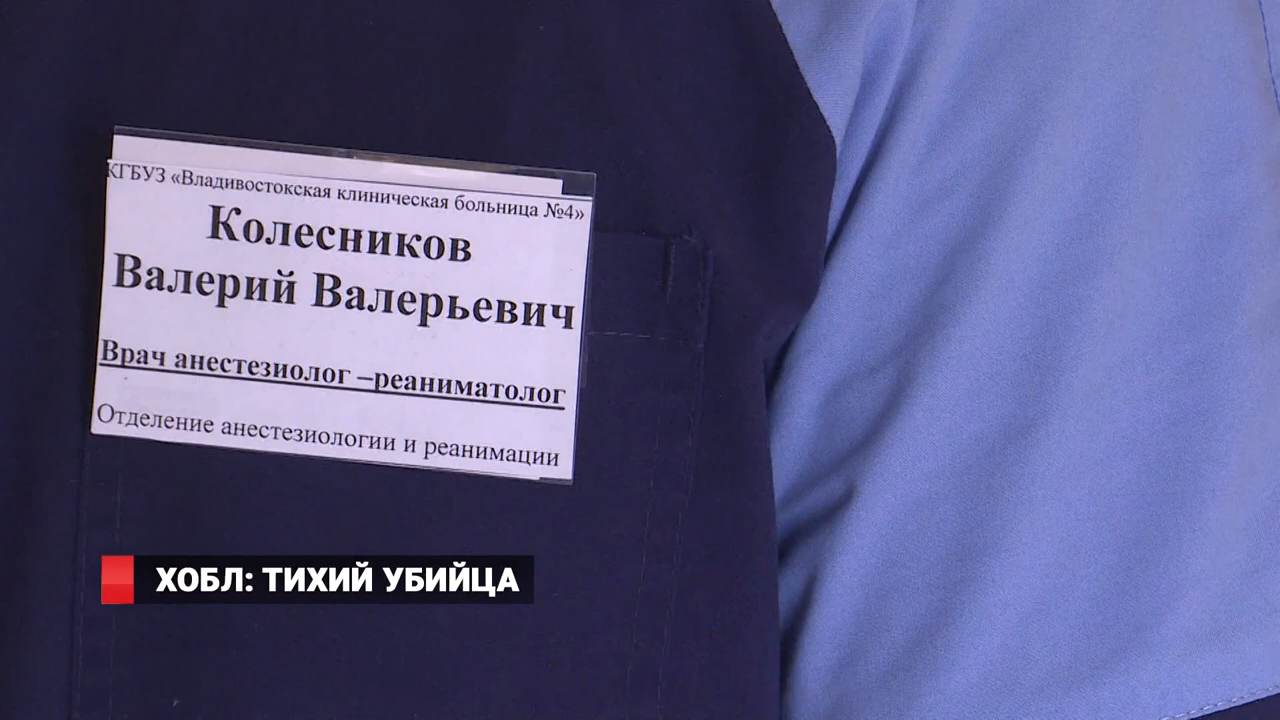 КГБУЗ «Владивостокская клиническая больница №4»
Колесников
Валерий Валерьевич
Врач анестезиолог –реаниматолог
Отделение анестезиологии и реанимации
ХОБЛ: ТИХИЙ УБИЙЦА